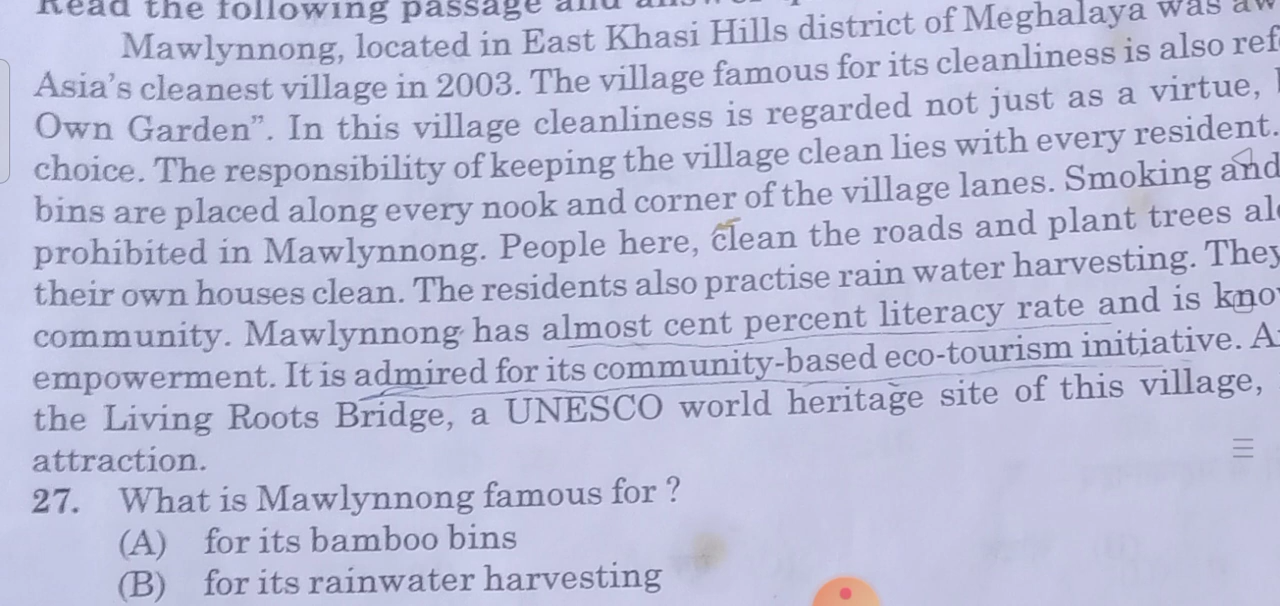 Read the following passage and
Mawlynnong, located in East Khasi Hills district of Meghalaya was
Asia's cleanest village in 2003. The village famous for its cleanliness is also
Own Garden". In this village cleanliness is regarded not just as a virtue,
choice. The responsibility of keeping the village clean lies with every resident.
bins are placed along every nook and corner of the village lanes. Smoking and
prohibited in Mawlynnong. People here, clean the roads and plant trees
their own houses clean. The residents also practise rain water harvesting. They
community. Mawlynnong has almost cent percent literacy rate and is
empowerment. It is admired for its community-based eco-tourism initiative. A
the Living Roots Bridge, a UNESCO world heritage site of this village,
attraction.
27. What is Mawlynnong famous for ?
(A) for its bamboo bins
(B) for its rainwater harvesting